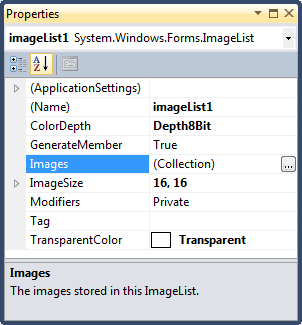 Properties
imageList1 System.Windows.Forms.ImageList
(ApplicationSettings)
(Name) imageList1
ColorDepth Depth8Bit
GenerateMember True
Images (Collection) ...
ImageSize 16, 16
Modifiers Private
Tag
TransparentColor Transparent
Images
The images stored in this ImageList.